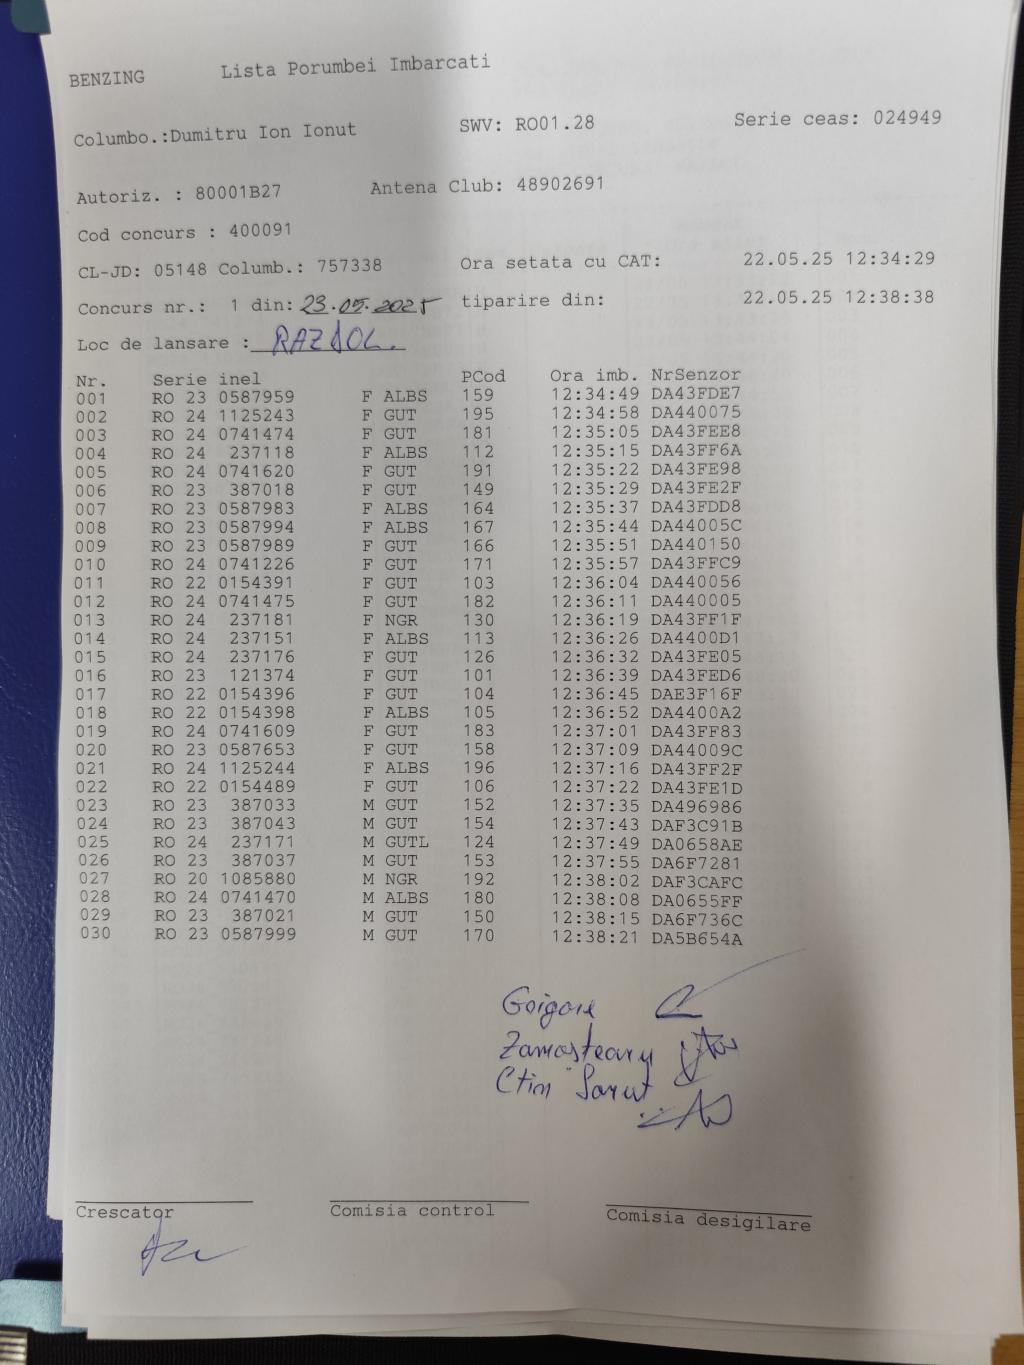 BENZING Lista Porumbei Imbarcati
Columbo.:Dumitru Ion Ionut SWV: RO01.28 Serie ceas: 024949
Autoriz. : 80001B27 Antena Club: 48902691
Cod concurs : 400091
CL-JD: 05148 Columb.: 757338 Ora setata cu CAT: 22.05.25 12:34:29
Concurs nr.: 1 din: 23.05.2025 tiparire din: 22.05.25 12:38:38
Loc de lansare : RAZDOL.
Nr. Serie inel PCod Ora imb. NrSenzor
001 RO 23 0587959 F ALBS 159 12:34:49 DA43FDE7
002 RO 24 1125243 F GUT 195 12:34:58 DA440075
003 RO 24 0741474 F GUT 181 12:35:05 DA43FEE8
004 RO 24 237118 F ALBS 112 12:35:15 DA43FF6A
005 RO 24 0741620 F GUT 191 12:35:22 DA43FE98
006 RO 23 387018 F GUT 149 12:35:29 DA43FE2F
007 RO 23 0587983 F ALBS 164 12:35:37 DA43FDD8
008 RO 23 0587994 F ALBS 167 12:35:44 DA44005C
009 RO 23 0587989 F GUT 166 12:35:51 DA440150
010 RO 24 0741226 F GUT 171 12:35:57 DA43FFC9
011 RO 22 0154391 F GUT 103 12:36:04 DA440056
012 RO 24 0741475 F GUT 182 12:36:11 DA440005
013 RO 24 237181 F NGR 130 12:36:19 DA43FF1F
014 RO 24 237151 F ALBS 113 12:36:26 DA4400D1
015 RO 24 237176 F GUT 126 12:36:32 DA43FE05
016 RO 23 121374 F GUT 101 12:36:39 DA43FED6
017 RO 22 0154396 F GUT 104 12:36:45 DAE3F16F
018 RO 22 0154398 F ALBS 105 12:36:52 DA4400A2
019 RO 24 0741609 F GUT 183 12:37:01 DA43FF83
020 RO 23 0587653 F GUT 158 12:37:09 DA44009C
021 RO 24 1125244 F ALBS 196 12:37:16 DA43FF2F
022 RO 22 0154489 F GUT 106 12:37:22 DA43FE1D
023 RO 23 387033 M GUT 152 12:37:35 DA496986
024 RO 23 387043 M GUT 154 12:37:43 DAF3C91B
025 RO 24 237171 M GUTL 124 12:37:49 DA0658AE
026 RO 23 387037 M GUT 153 12:37:55 DA6F7281
027 RO 20 1085880 M NGR 192 12:38:02 DAF3CAFC
028 RO 24 0741470 M ALBS 180 12:38:08 DA0655FF
029 RO 23 387021 M GUT 150 12:38:15 DA6F736C
030 RO 23 0587999 M GUT 170 12:38:21 DA5B654A
Grigore
Zamosteanu
Ctin
Crescator Comisia control Comisia desigilare